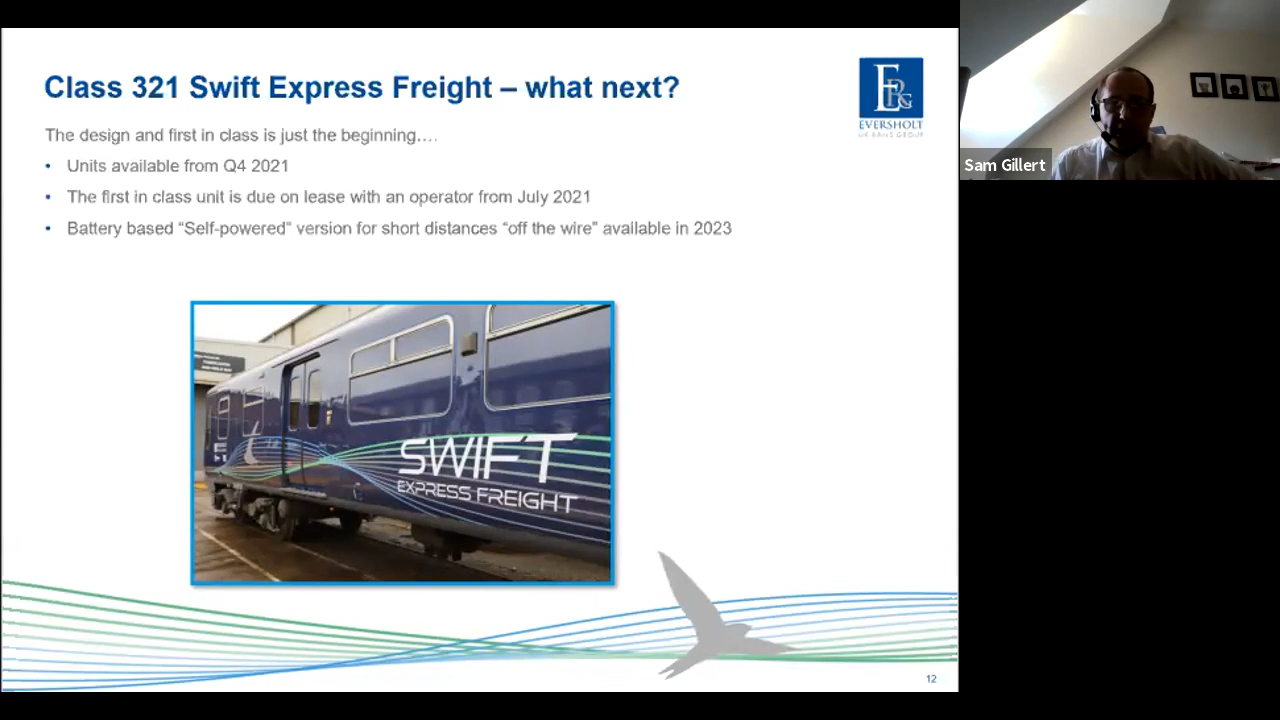 Class 321 Swift Express Freight – what next?
The design and first in class is just the beginning….
• Units available from Q4 2021
• The first in class unit is due on lease with an operator from July 2021
• Battery based “Self-powered” version for short distances “off the wire” available in 2023
EVERSHOLT
UK RAILS GROUP
Sam Gillert
SWIFT
EXPRESS FREIGHT
12